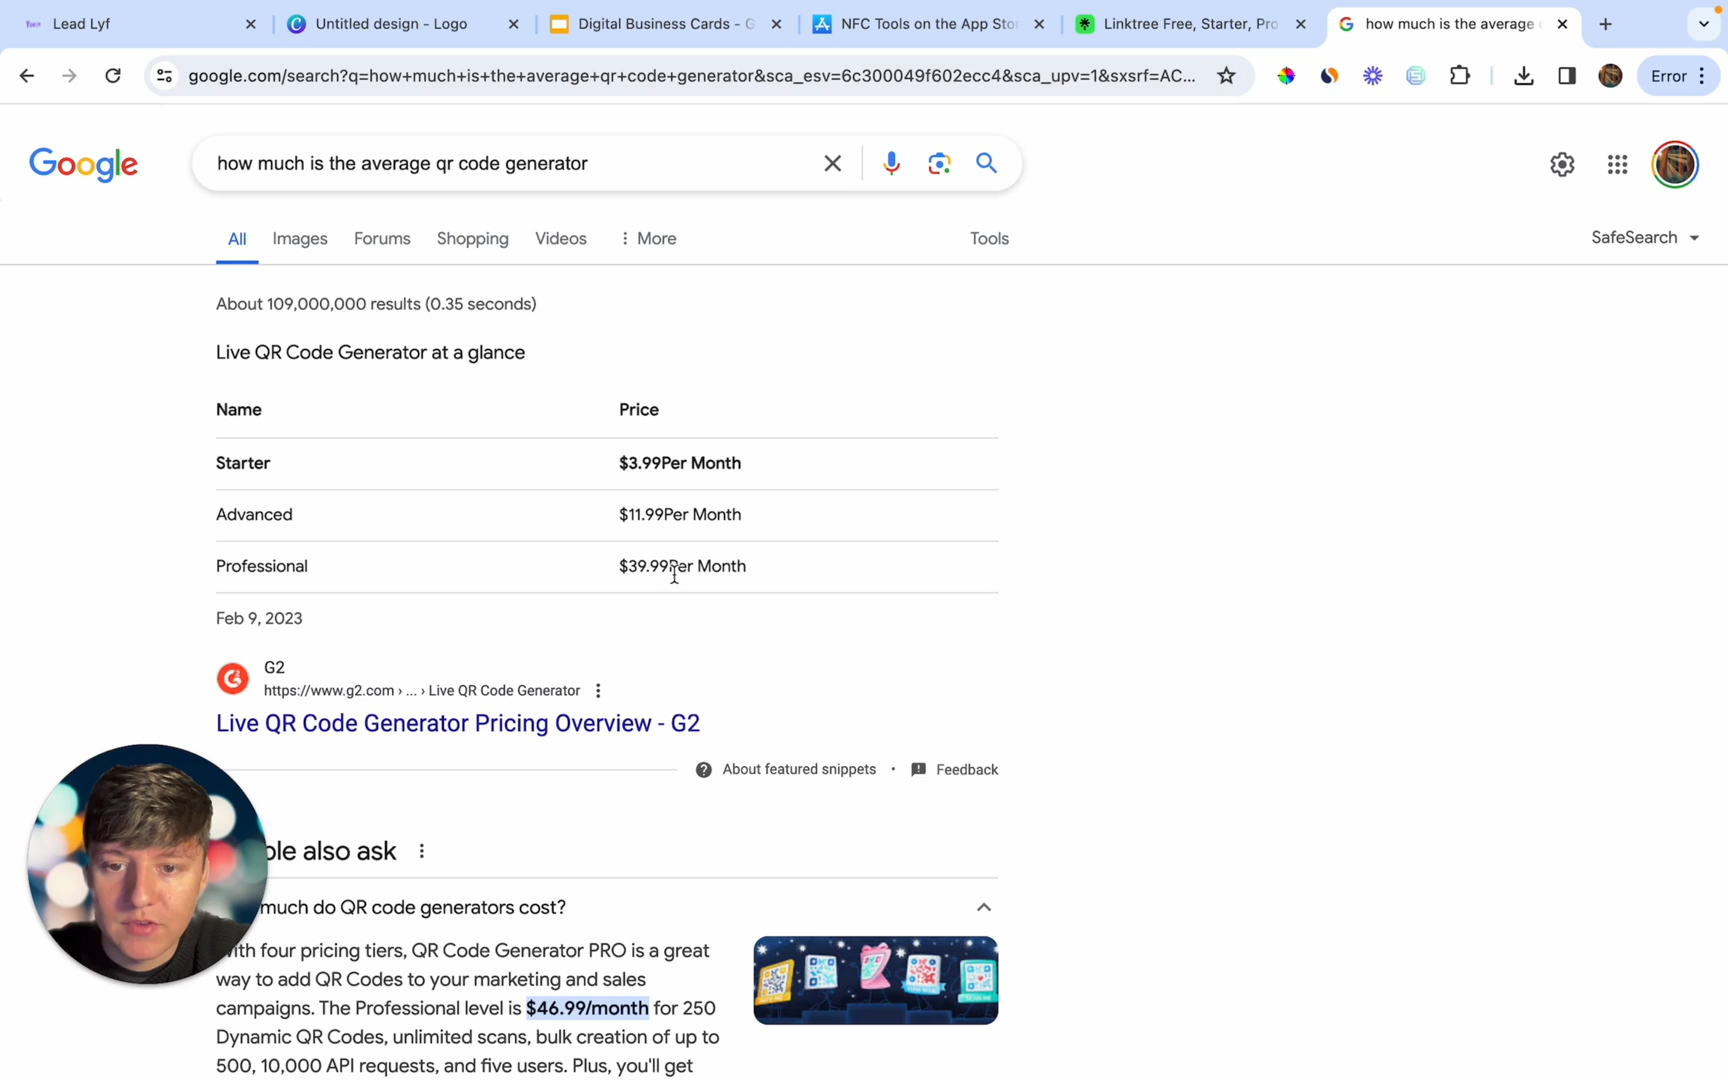 Lead Lyf
Untitled design - Logo
Digital Business Cards - G
NFC Tools on the App Sto
Linktree Free, Starter, Pro
how much is the average
google.com/search?q=how+much+is+the+average+qr+code+generator&sca_esv=6c300049f602ecc4&sca_upv=1&sxsrf=AC...
Error
Google
how much is the average qr code generator
All
Images
Forums
Shopping
Videos
More
Tools
SafeSearch
About 109,000,000 results (0.35 seconds)
Live QR Code Generator at a glance
Name Price
Starter $3.99Per Month
Advanced $11.99Per Month
Professional $39.99Per Month
Feb 9, 2023
G2
https://www.g2.com › ... › Live QR Code Generator
Live QR Code Generator Pricing Overview - G2
About featured snippets • Feedback
ple also ask
much do QR code generators cost?
ith four pricing tiers, QR Code Generator PRO is a great
way to add QR Codes to your marketing and sales
campaigns. The Professional level is $46.99/month for 250
Dynamic QR Codes, unlimited scans, bulk creation of up to
500, 10,000 API requests, and five users. Plus, you'll get